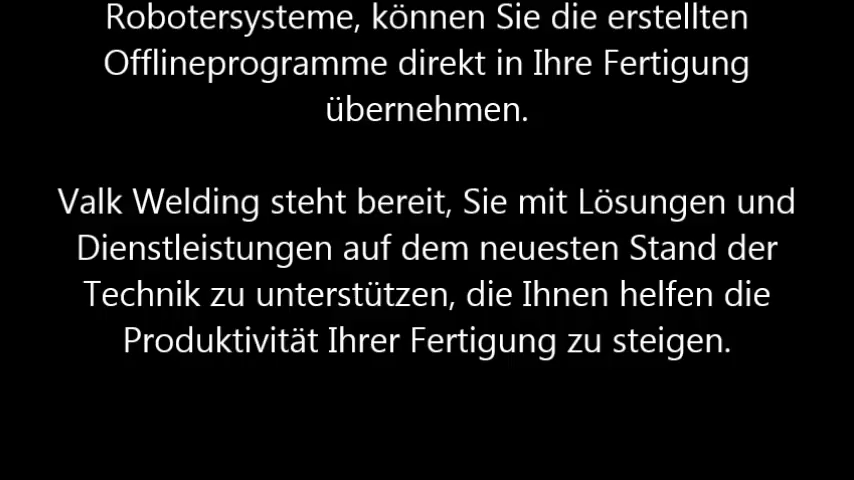 Robotersysteme, können Sie die erstellten
Offlineprogramme direkt in Ihre Fertigung
übernehmen.
Valk Welding steht bereit, Sie mit Lösungen und
Dienstleistungen auf dem neuesten Stand der
Technik zu unterstützen, die Ihnen helfen die
Produktivität Ihrer Fertigung zu steigen.